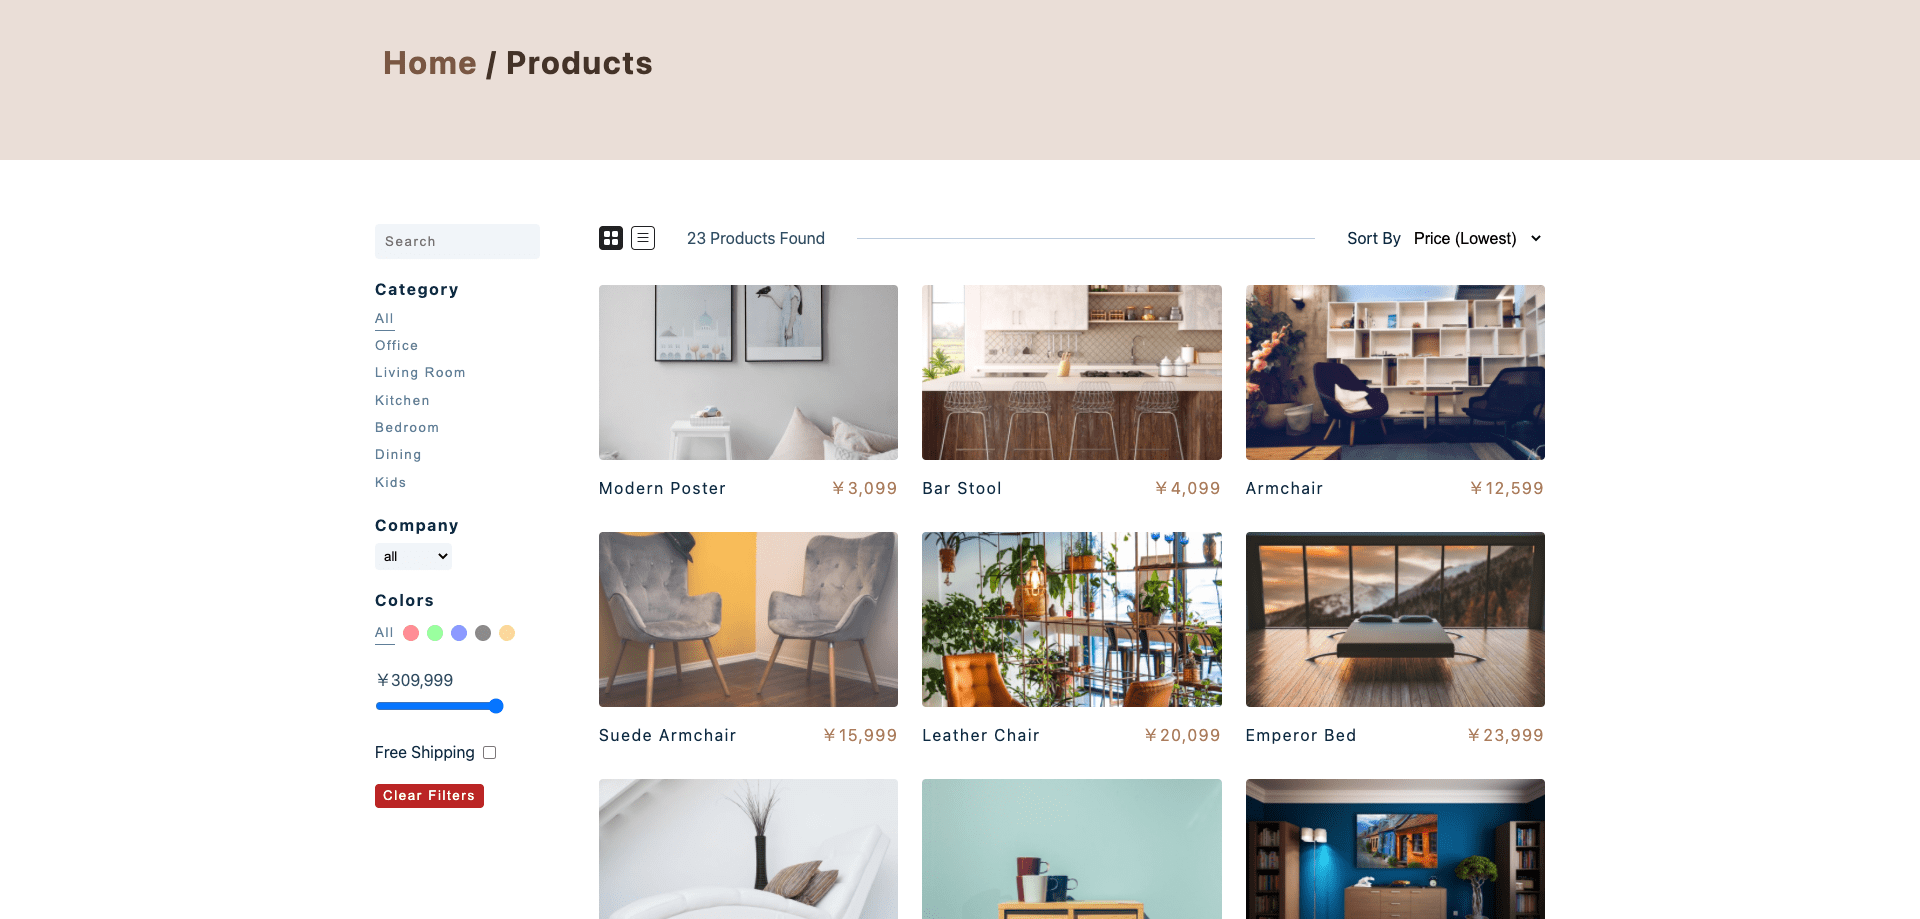 Home / Products
Search
Category
All
Office
Living Room
Kitchen
Bedroom
Dining
Kids
Company
all
Colors
All
￥309,999
Free Shipping
Clear Filters
23 Products Found
Sort By Price (Lowest)
Modern Poster ￥3,099
Bar Stool ￥4,099
Armchair ￥12,599
Suede Armchair ￥15,999
Leather Chair ￥20,099
Emperor Bed ￥23,999